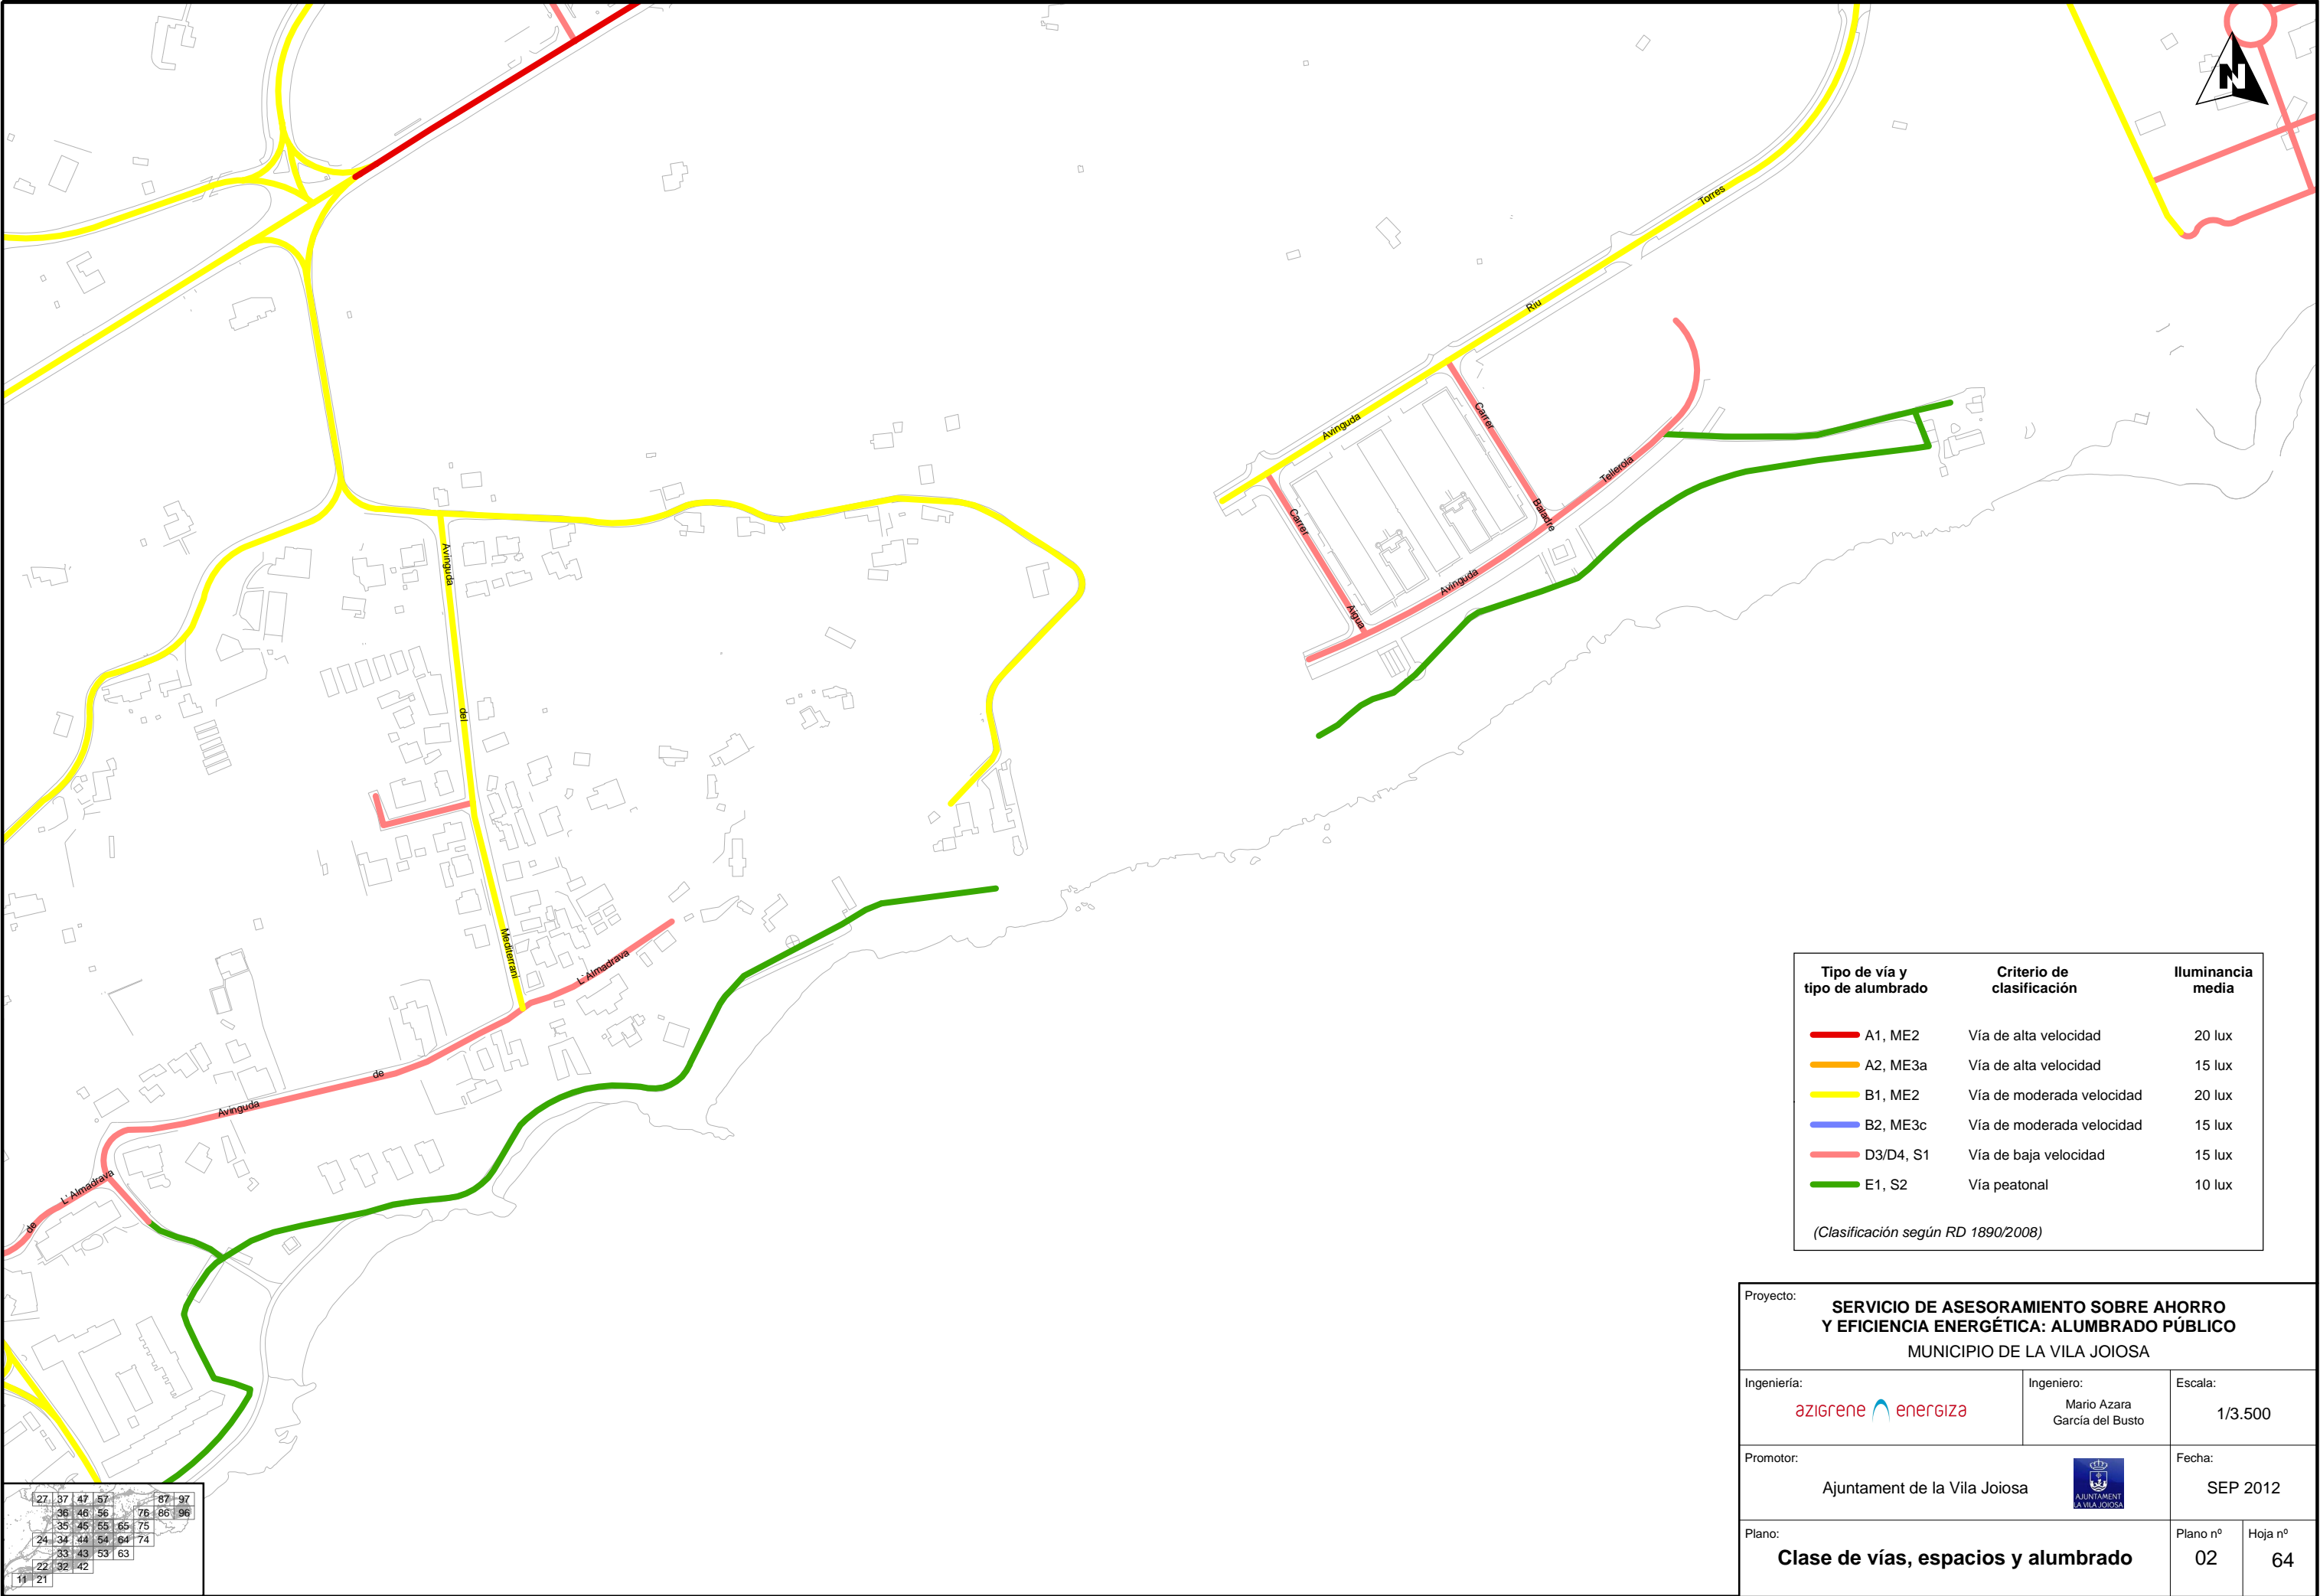 N
Torres
Riu
Avinguda
Carrer
Tellerola
Baladre
Carrer
Avinguda
Aigua
Avinguda
del
Mediterrani
L`Almadrava
de
Avinguda
L`Almadrava
de
Tipo de vía y tipo de alumbrado
Criterio de clasificación
Iluminancia media
A1, ME2 Vía de alta velocidad 20 lux
A2, ME3a Vía de alta velocidad 15 lux
B1, ME2 Vía de moderada velocidad 20 lux
B2, ME3c Vía de moderada velocidad 15 lux
D3/D4, S1 Vía de baja velocidad 15 lux
E1, S2 Vía peatonal 10 lux
(Clasificación según RD 1890/2008)
Proyecto:
SERVICIO DE ASESORAMIENTO SOBRE AHORRO
Y EFICIENCIA ENERGÉTICA: ALUMBRADO PÚBLICO
MUNICIPIO DE LA VILA JOIOSA
Ingeniería:
azigrene energiza
Ingeniero:
Mario Azara
García del Busto
Escala:
1/3.500
Promotor:
Ajuntament de la Vila Joiosa
AJUNTAMENT
LA VILA JOIOSA
Fecha:
SEP 2012
Plano:
Clase de vías, espacios y alumbrado
Plano nº
02
Hoja nº
64
27 37 47 57 87 97
36 46 56 76 86 96
35 45 55 65 75
24 34 44 54 64 74
33 43 53 63
22 32 42
11 21